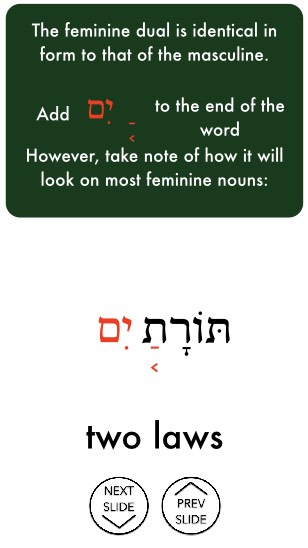 The feminine dual is identical in
form to that of the masculine.
Add ַ֫ יִם to the end of the
word
However, take note of how it will
look on most feminine nouns:
תּוֹרָתַ֫ יִם
two laws
NEXT
SLIDE
PREV
SLIDE